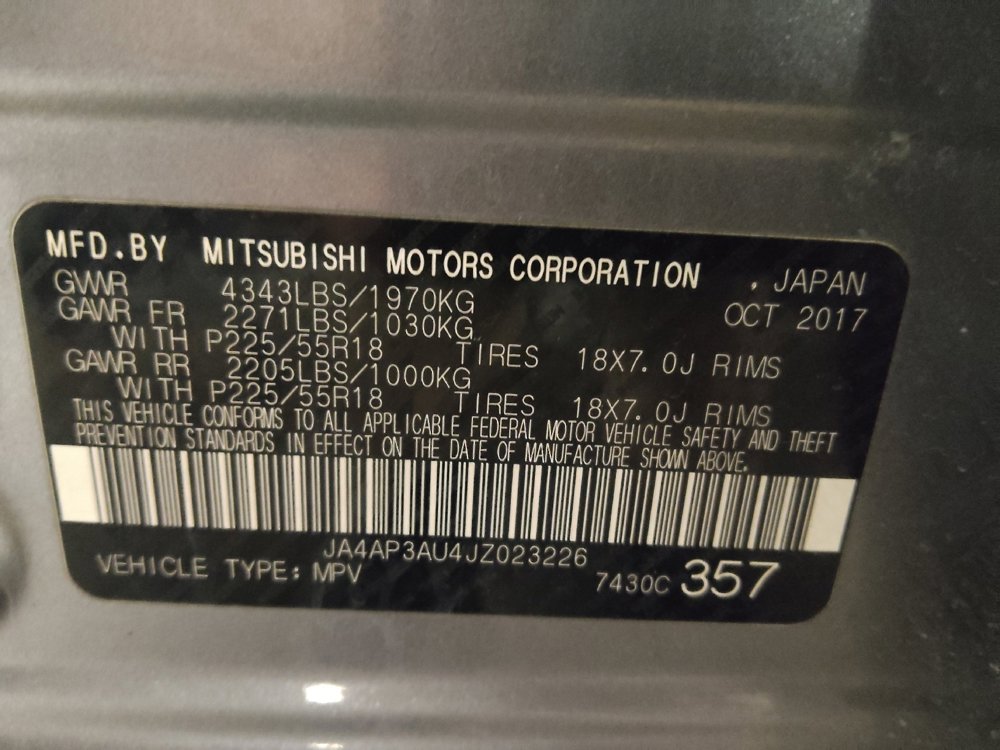 MFD.BY MITSUBISHI MOTORS CORPORATION , JAPAN
GVWR 4343LBS/1970KG OCT 2017
GAWR FR 2271LBS/1030KG
WITH P225/55R18 TIRES 18X7.0J RIMS
GAWR RR 2205LBS/1000KG
WITH P225/55R18 TIRES 18X7.0J RIMS
THIS VEHICLE CONFORMS TO ALL APPLICABLE FEDERAL MOTOR VEHICLE SAFETY AND THEFT
PREVENTION STANDARDS IN EFFECT ON THE DATE OF MANUFACTURE SHOWN ABOVE.
JA4AP3AU4JZ023226
VEHICLE TYPE: MPV 7430C 357